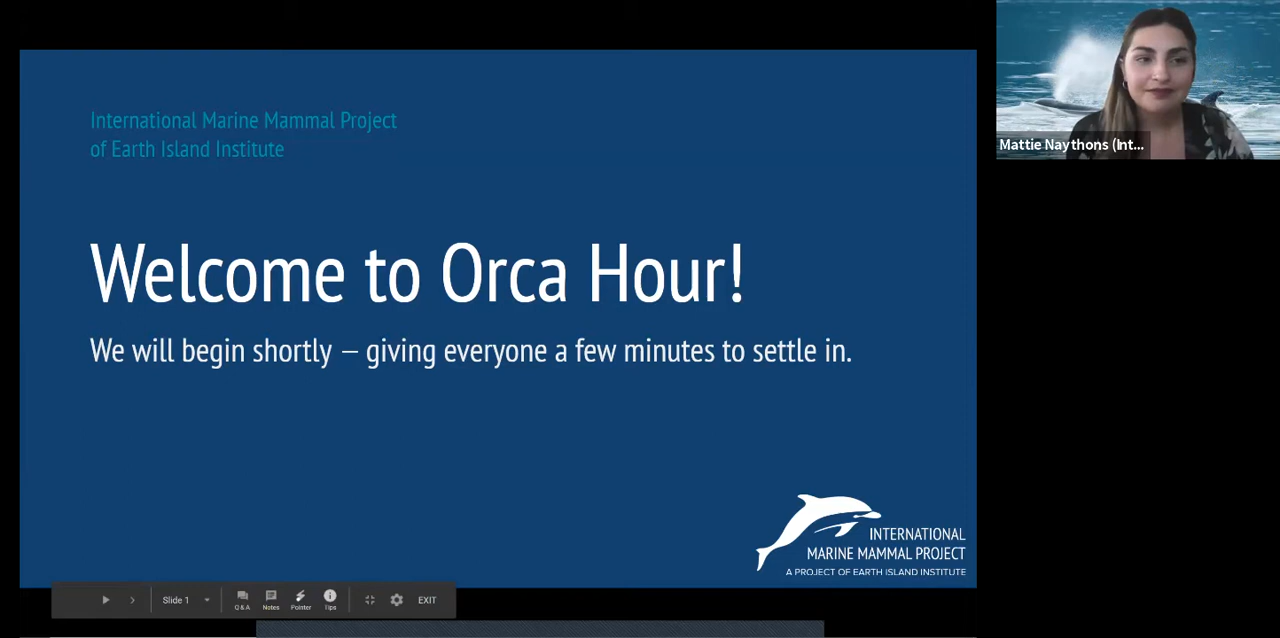 International Marine Mammal Project
of Earth Island Institute
Welcome to Orca Hour!
We will begin shortly — giving everyone a few minutes to settle in.
INTERNATIONAL
MARINE MAMMAL PROJECT
A PROJECT OF EARTH ISLAND INSTITUTE
Mattie Naythons (Int...
Slide 1
Q & A
Notes
Pointer
Tips
EXIT